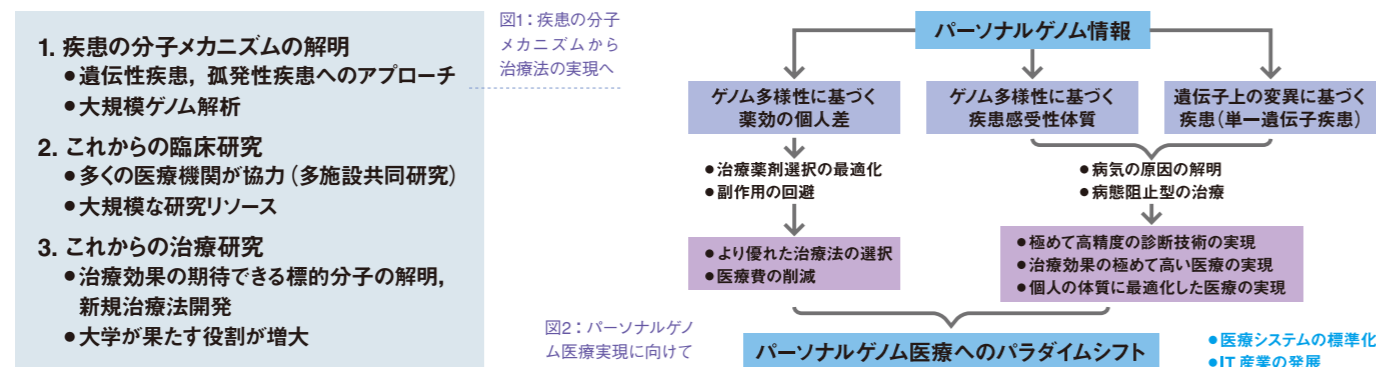 1. 疾患の分子メカニズムの解明
●遺伝性疾患，孤発性疾患へのアプローチ
●大規模ゲノム解析
2. これからの臨床研究
●多くの医療機関が協力（多施設共同研究）
●大規模な研究リソース
3. これからの治療研究
●治療効果の期待できる標的分子の解明，
新規治療法開発
●大学が果たす役割が増大
図1：疾患の分子
メカニズムから
治療法の実現へ
パーソナルゲノム情報
ゲノム多様性に基づく
薬効の個人差
ゲノム多様性に基づく
疾患感受性体質
遺伝子上の変異に基づく
疾患（単一遺伝子疾患）
●治療薬剤選択の最適化
●副作用の回避
●病気の原因の解明
●病態阻止型の治療
●より優れた治療法の選択
●医療費の削減
●極めて高精度の診断技術の実現
●治療効果の極めて高い医療の実現
●個人の体質に最適化した医療の実現
図2：パーソナルゲノ
ム医療実現に向けて
パーソナルゲノム医療へのパラダイムシフト
●医療システムの標準化
●IT 産業の発展